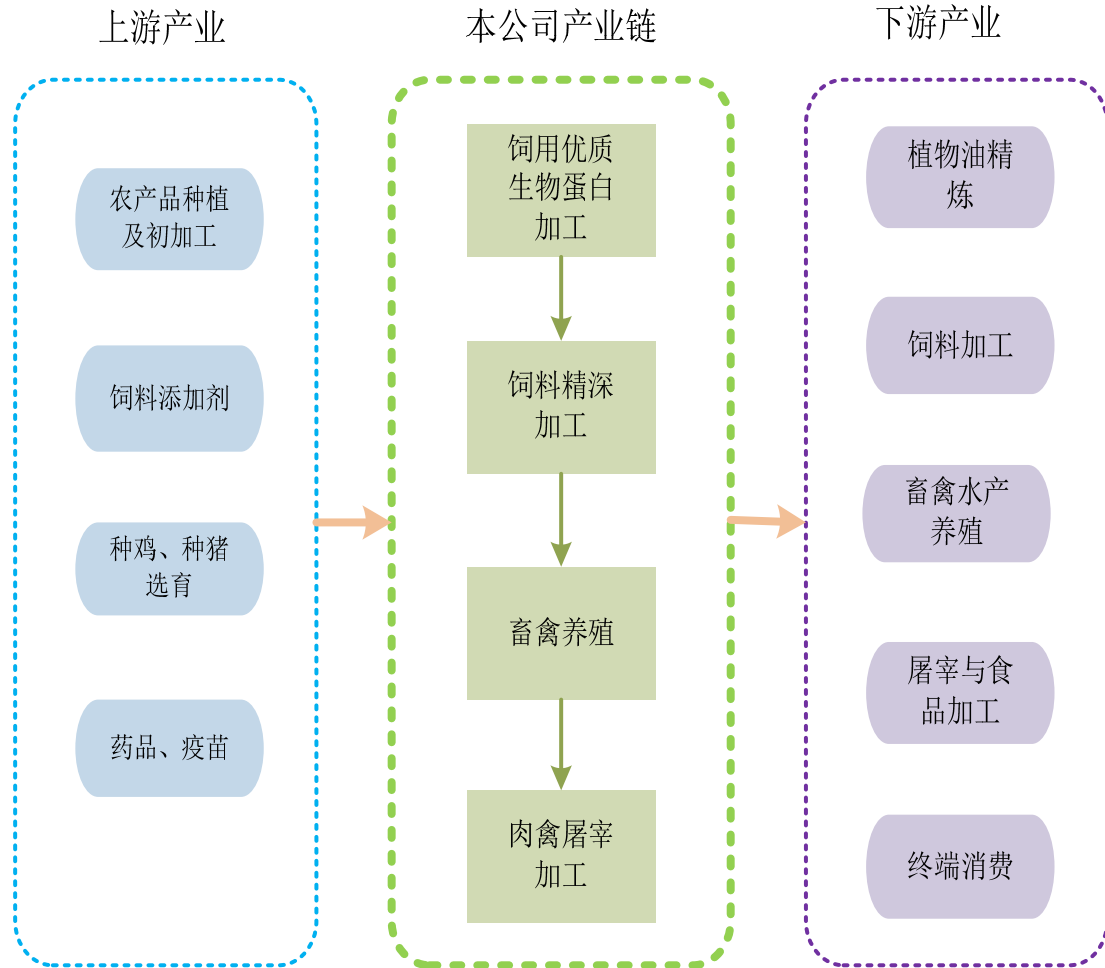 上游产业
本公司产业链
下游产业
农产品种植
及初加工
饲料添加剂
种鸡、种猪
选育
药品、疫苗
饲用优质
生物蛋白
加工
饲料精深
加工
畜禽养殖
肉禽屠宰
加工
植物油精
炼
饲料加工
畜禽水产
养殖
屠宰与食
品加工
终端消费